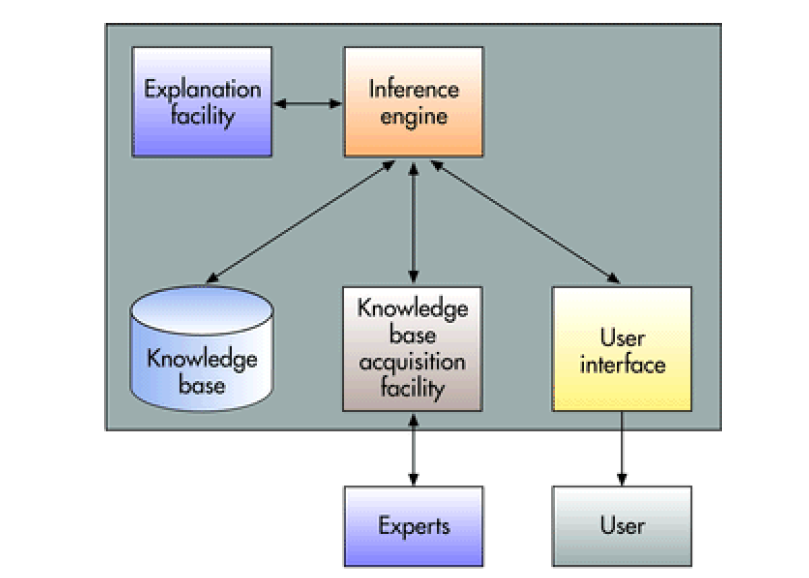 Explanation
facility
Inference
engine
Knowledge
base
Knowledge
base
acquisition
facility
User
interface
Experts
User